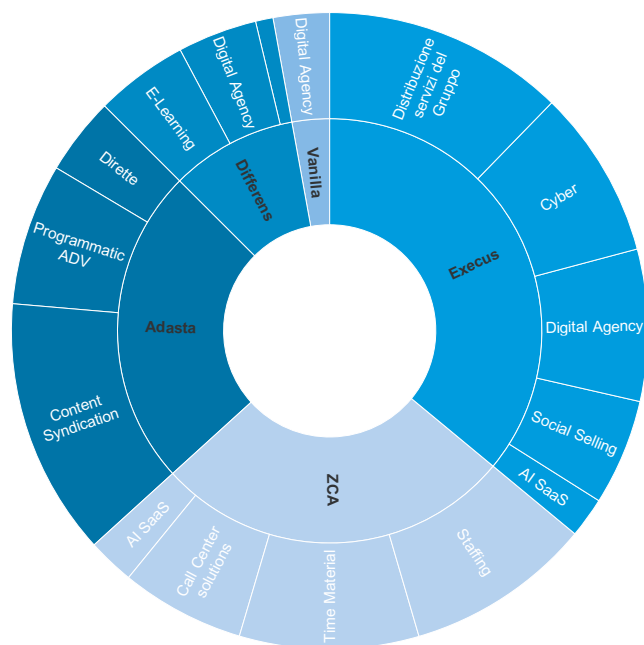 Distribuzione
servizi del
Gruppo
Cyber
Digital Agency
Social Selling
AI SaaS
Execus
Staffing
Time Material
Call Center
solutions
AI SaaS
ZCA
Content
Syndication
Programmatic
ADV
Dirette
Adasta
E-Learning
Digital Agency
Differens
Digital Agency
Vanilla